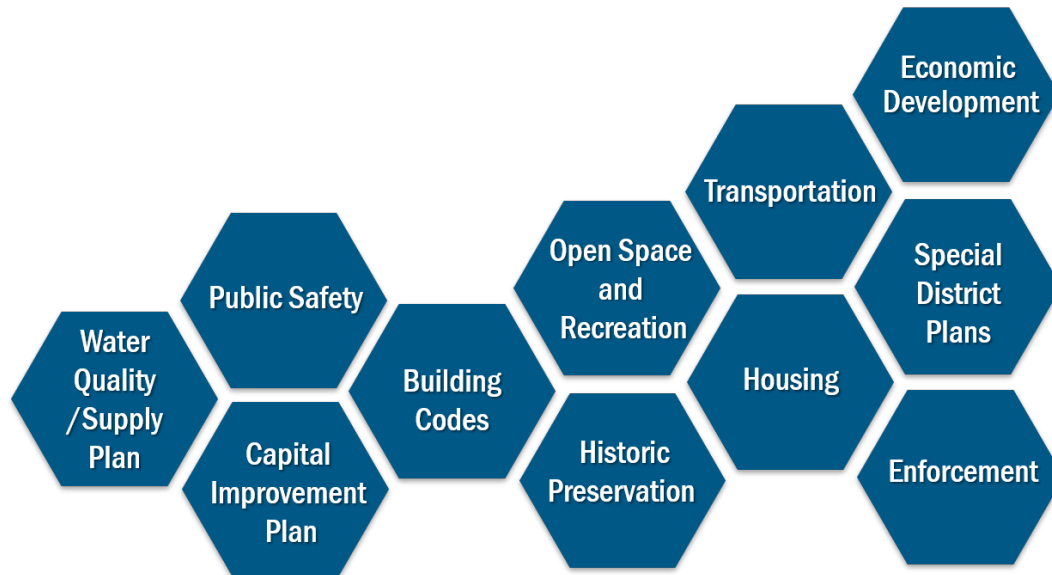 Economic
Development
Transportation
Open Space
and
Recreation
Special
District
Plans
Public Safety
Water
Quality
/Supply
Plan
Building
Codes
Housing
Capital
Improvement
Plan
Historic
Preservation
Enforcement